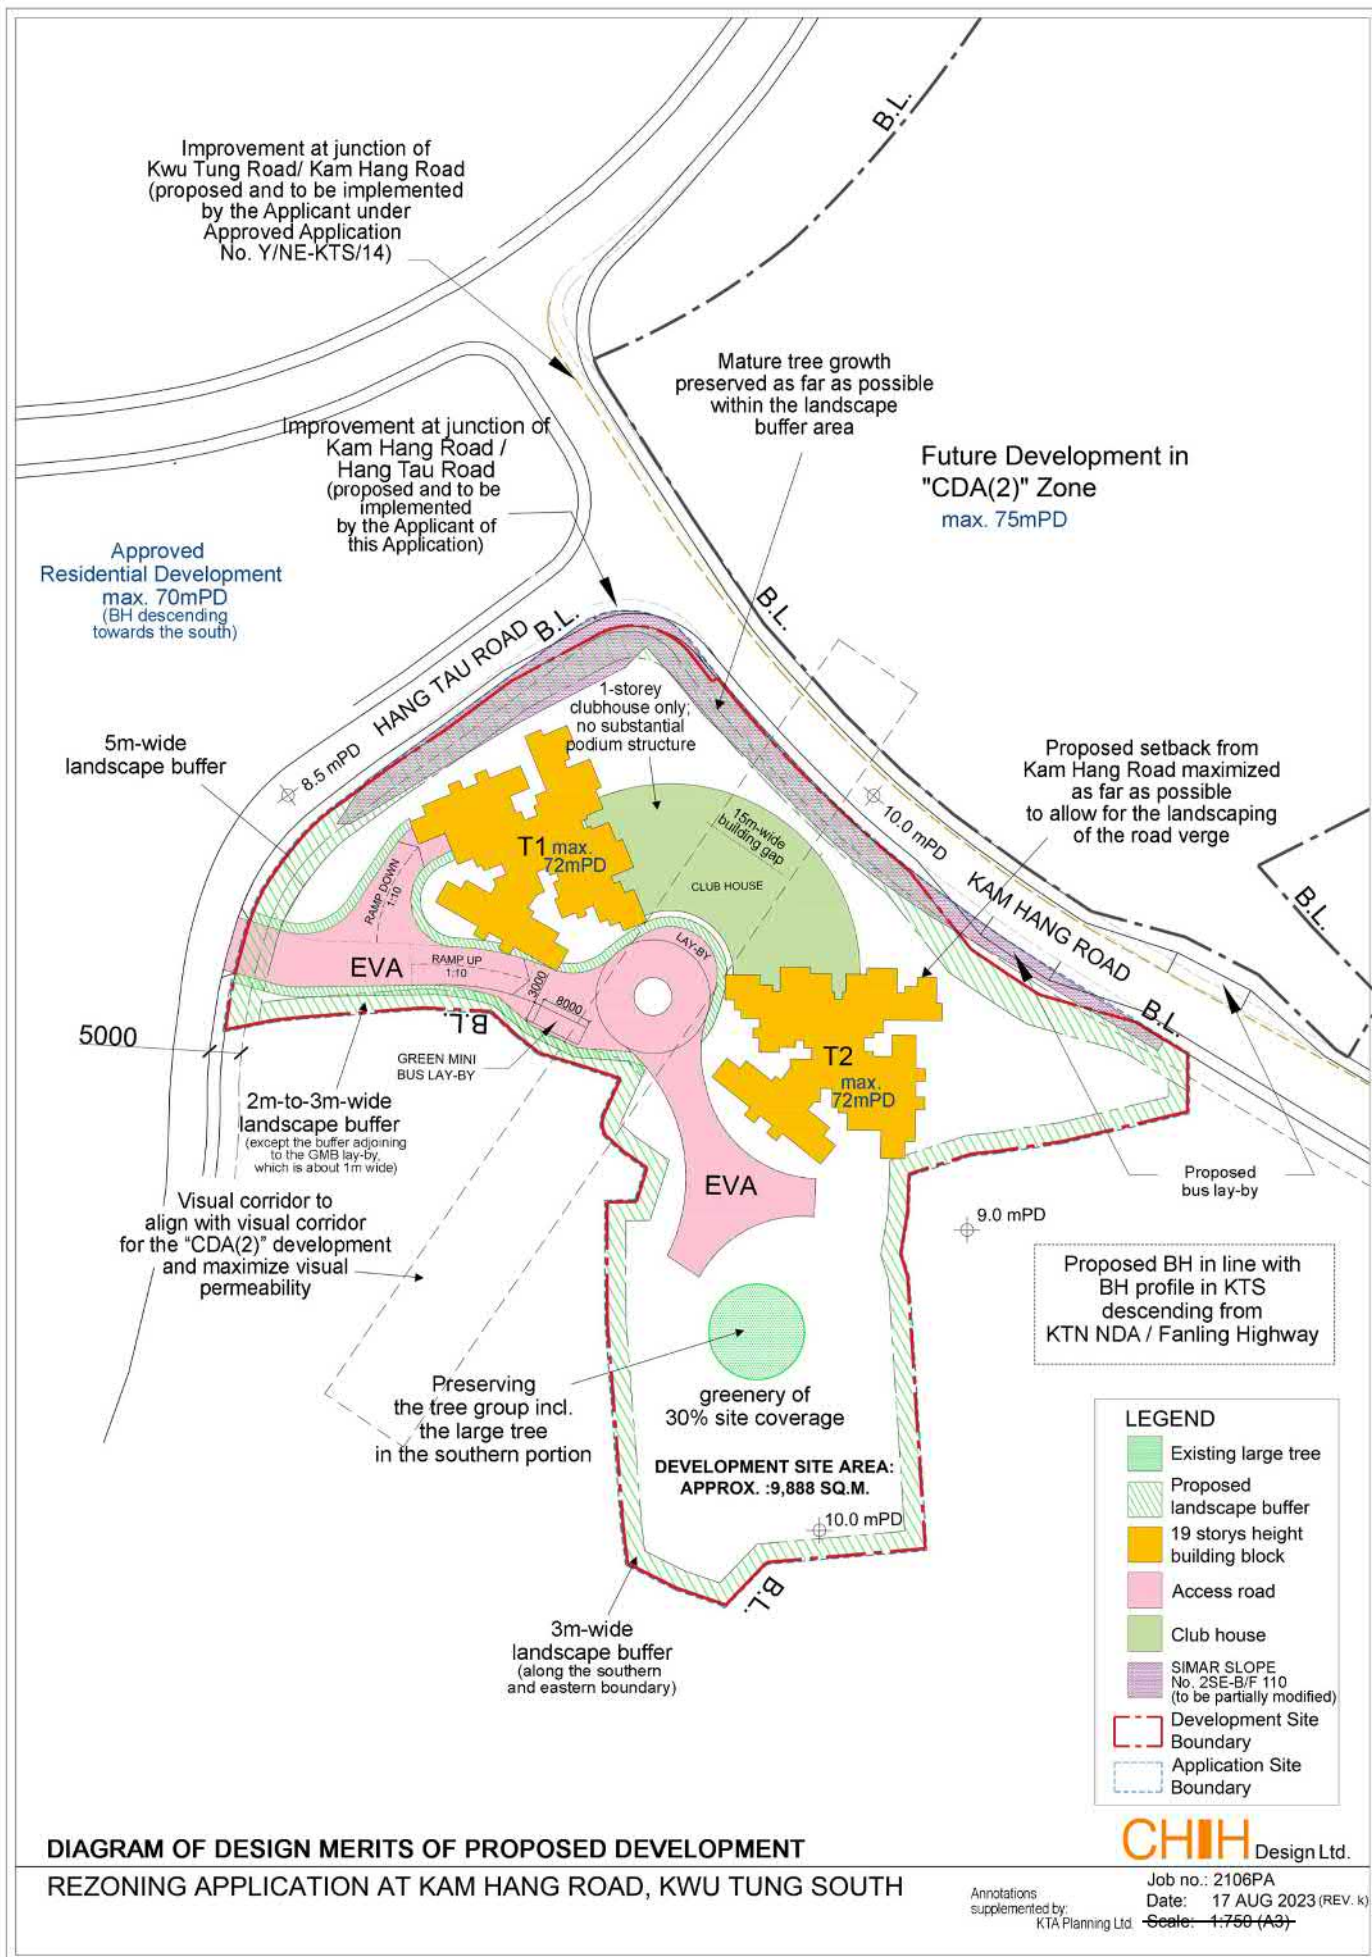 B.L.
Improvement at junction of
Kwu Tung Road/ Kam Hang Road
(proposed and to be implemented
by the Applicant under
Approved Application
No. Y/NE-KTS/14)
Mature tree growth
preserved as far as possible
within the landscape
buffer area
Improvement at junction of
Kam Hang Road /
Hang Tau Road
(proposed and to be
implemented
by the Applicant of
this Application)
Future Development in
"CDA(2)" Zone
max. 75mPD
Approved
Residential Development
max. 70mPD
(BH descending
towards the south)
B.L.
B.L.
HANG TAU ROAD
1-storey
clubhouse only;
no substantial
podium structure
5m-wide
landscape buffer
8.5 mPD
Proposed setback from
Kam Hang Road maximized
as far as possible
to allow for the landscaping
of the road verge
10.0 mPD
15m-wide
building gap
T1 max.
72mPD
CLUB HOUSE
KAM HANG ROAD
B.L.
RAMP DOWN
1:10
LAY-BY
EVA
RAMP UP
1:10
3000
8000
B.L.
B.L.
5000
GREEN MINI
BUS LAY-BY
T2
max.
72mPD
2m-to-3m-wide
landscape buffer
(except the buffer adjoining
to the GMB lay-by,
which is about 1m wide)
EVA
Proposed
bus lay-by
Visual corridor to
align with visual corridor
for the “CDA(2)” development
and maximize visual
permeability
9.0 mPD
Proposed BH in line with
BH profile in KTS
descending from
KTN NDA / Fanling Highway
Preserving
the tree group incl.
the large tree
in the southern portion
greenery of
30% site coverage
DEVELOPMENT SITE AREA:
APPROX. :9,888 SQ.M.
10.0 mPD
B.L.
3m-wide
landscape buffer
(along the southern
and eastern boundary)
LEGEND
Existing large tree
Proposed
landscape buffer
19 storys height
building block
Access road
Club house
SIMAR SLOPE
No. 2SE-B/F 110
(to be partially modified)
Development Site
Boundary
Application Site
Boundary
DIAGRAM OF DESIGN MERITS OF PROPOSED DEVELOPMENT
REZONING APPLICATION AT KAM HANG ROAD, KWU TUNG SOUTH
CHIH Design Ltd.
Annotations
supplemented by:
KTA Planning Ltd.
Job no.: 2106PA
Date: 17 AUG 2023 (REV. k)
Scale: 1:750 (A3)